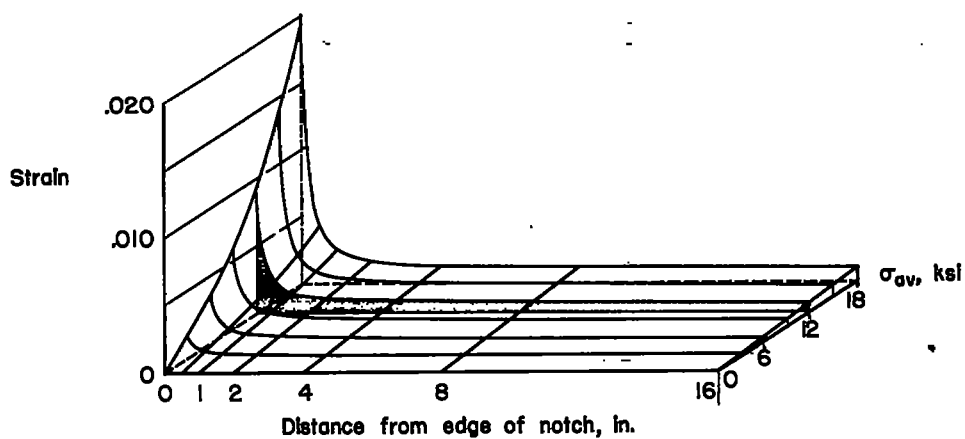 .020
Strain
.010
0
0 1 2 4 8 16
Distance from edge of notch, in.
0
6
12
18
σav, ksi